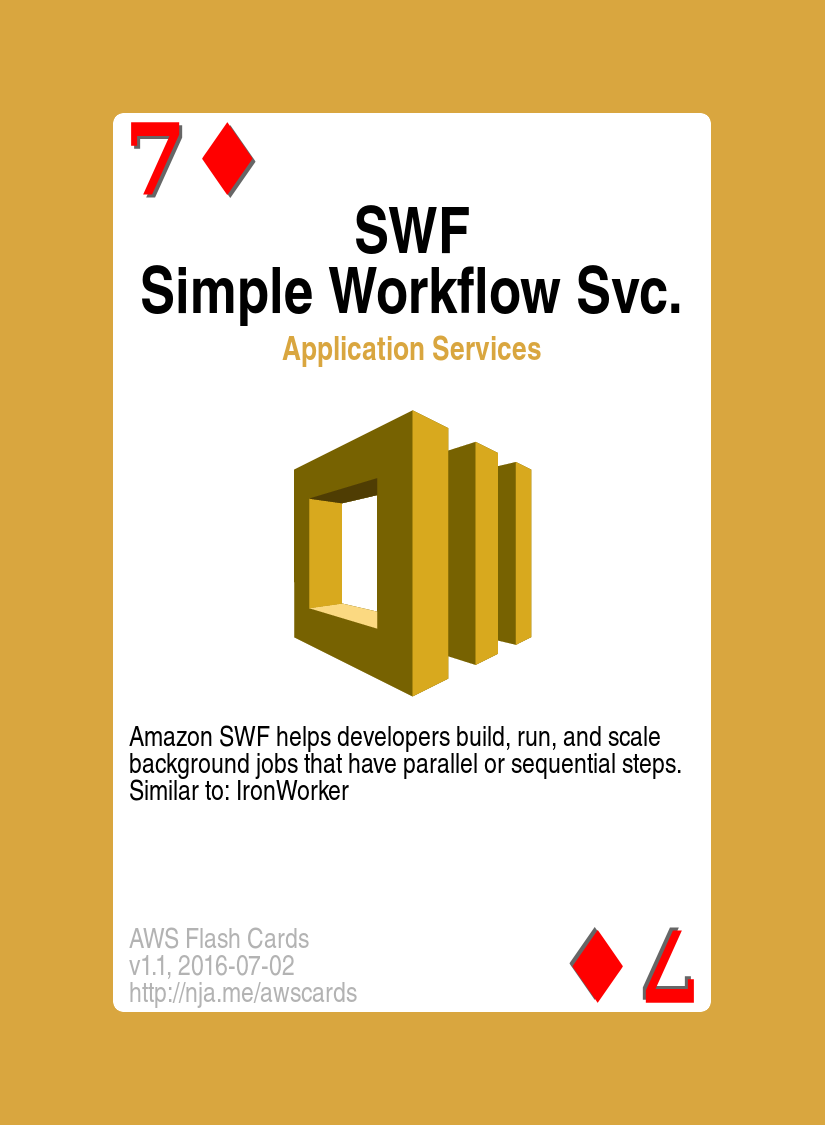 7
SWF
Simple Workflow Svc.
Application Services
Amazon SWF helps developers build, run, and scale
background jobs that have parallel or sequential steps.
Similar to: IronWorker
AWS Flash Cards
v1.1, 2016-07-02
http://nja.me/awscards
7